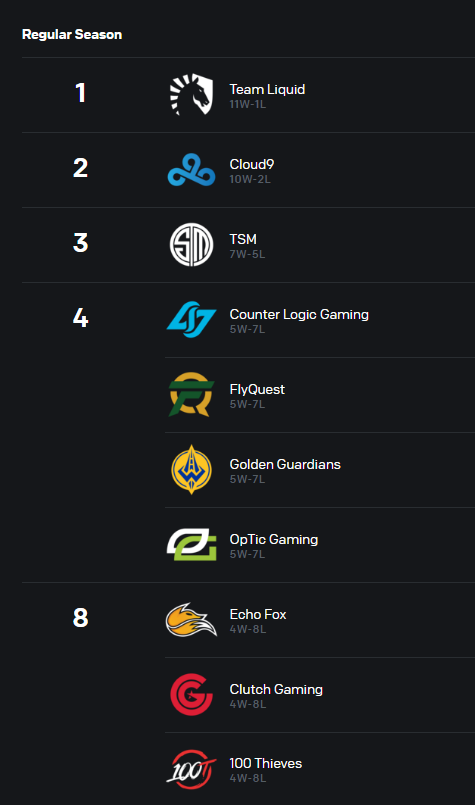 Regular Season
1
Team Liquid
11W-1L
2
Cloud9
10W-2L
3
TSM
7W-5L
4
Counter Logic Gaming
5W-7L
FlyQuest
5W-7L
Golden Guardians
5W-7L
OpTic Gaming
5W-7L
8
Echo Fox
4W-8L
Clutch Gaming
4W-8L
100T
100 Thieves
4W-8L